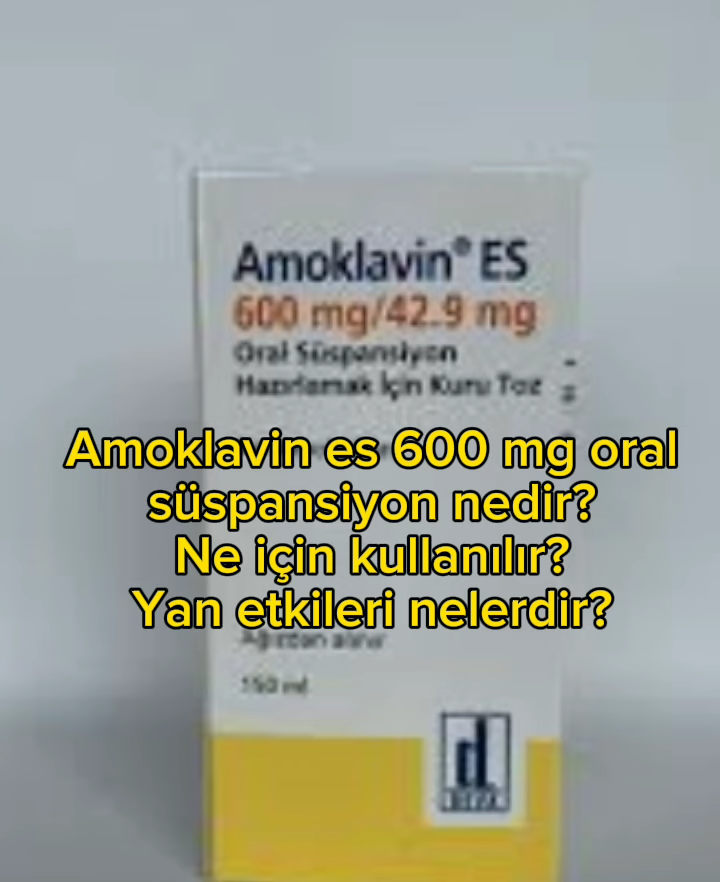 Amoklavin® ES
600 mg/42.9 mg
Oral Süspansiyon
Hazırlamak İçin Kuru Toz
Amoklavin es 600 mg oral
süspansiyon nedir?
Ne için kullanılır?
Yan etkileri nelerdir?
Ağızdan alınır
150 ml
d
DEVA